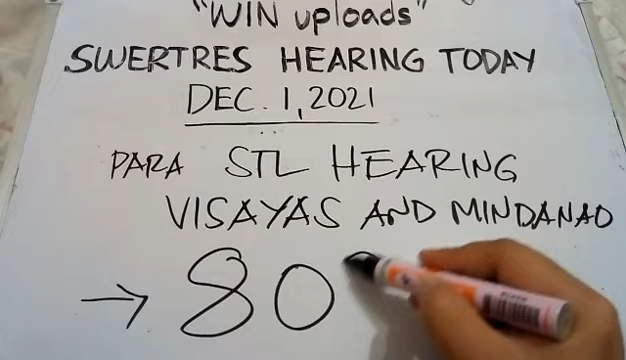 "WIN uploads"
SWERTRES HEARING TODAY
DEC. 1, 2021
PARA STL HEARING
VISAYAS AND MINDANAO
→ 80